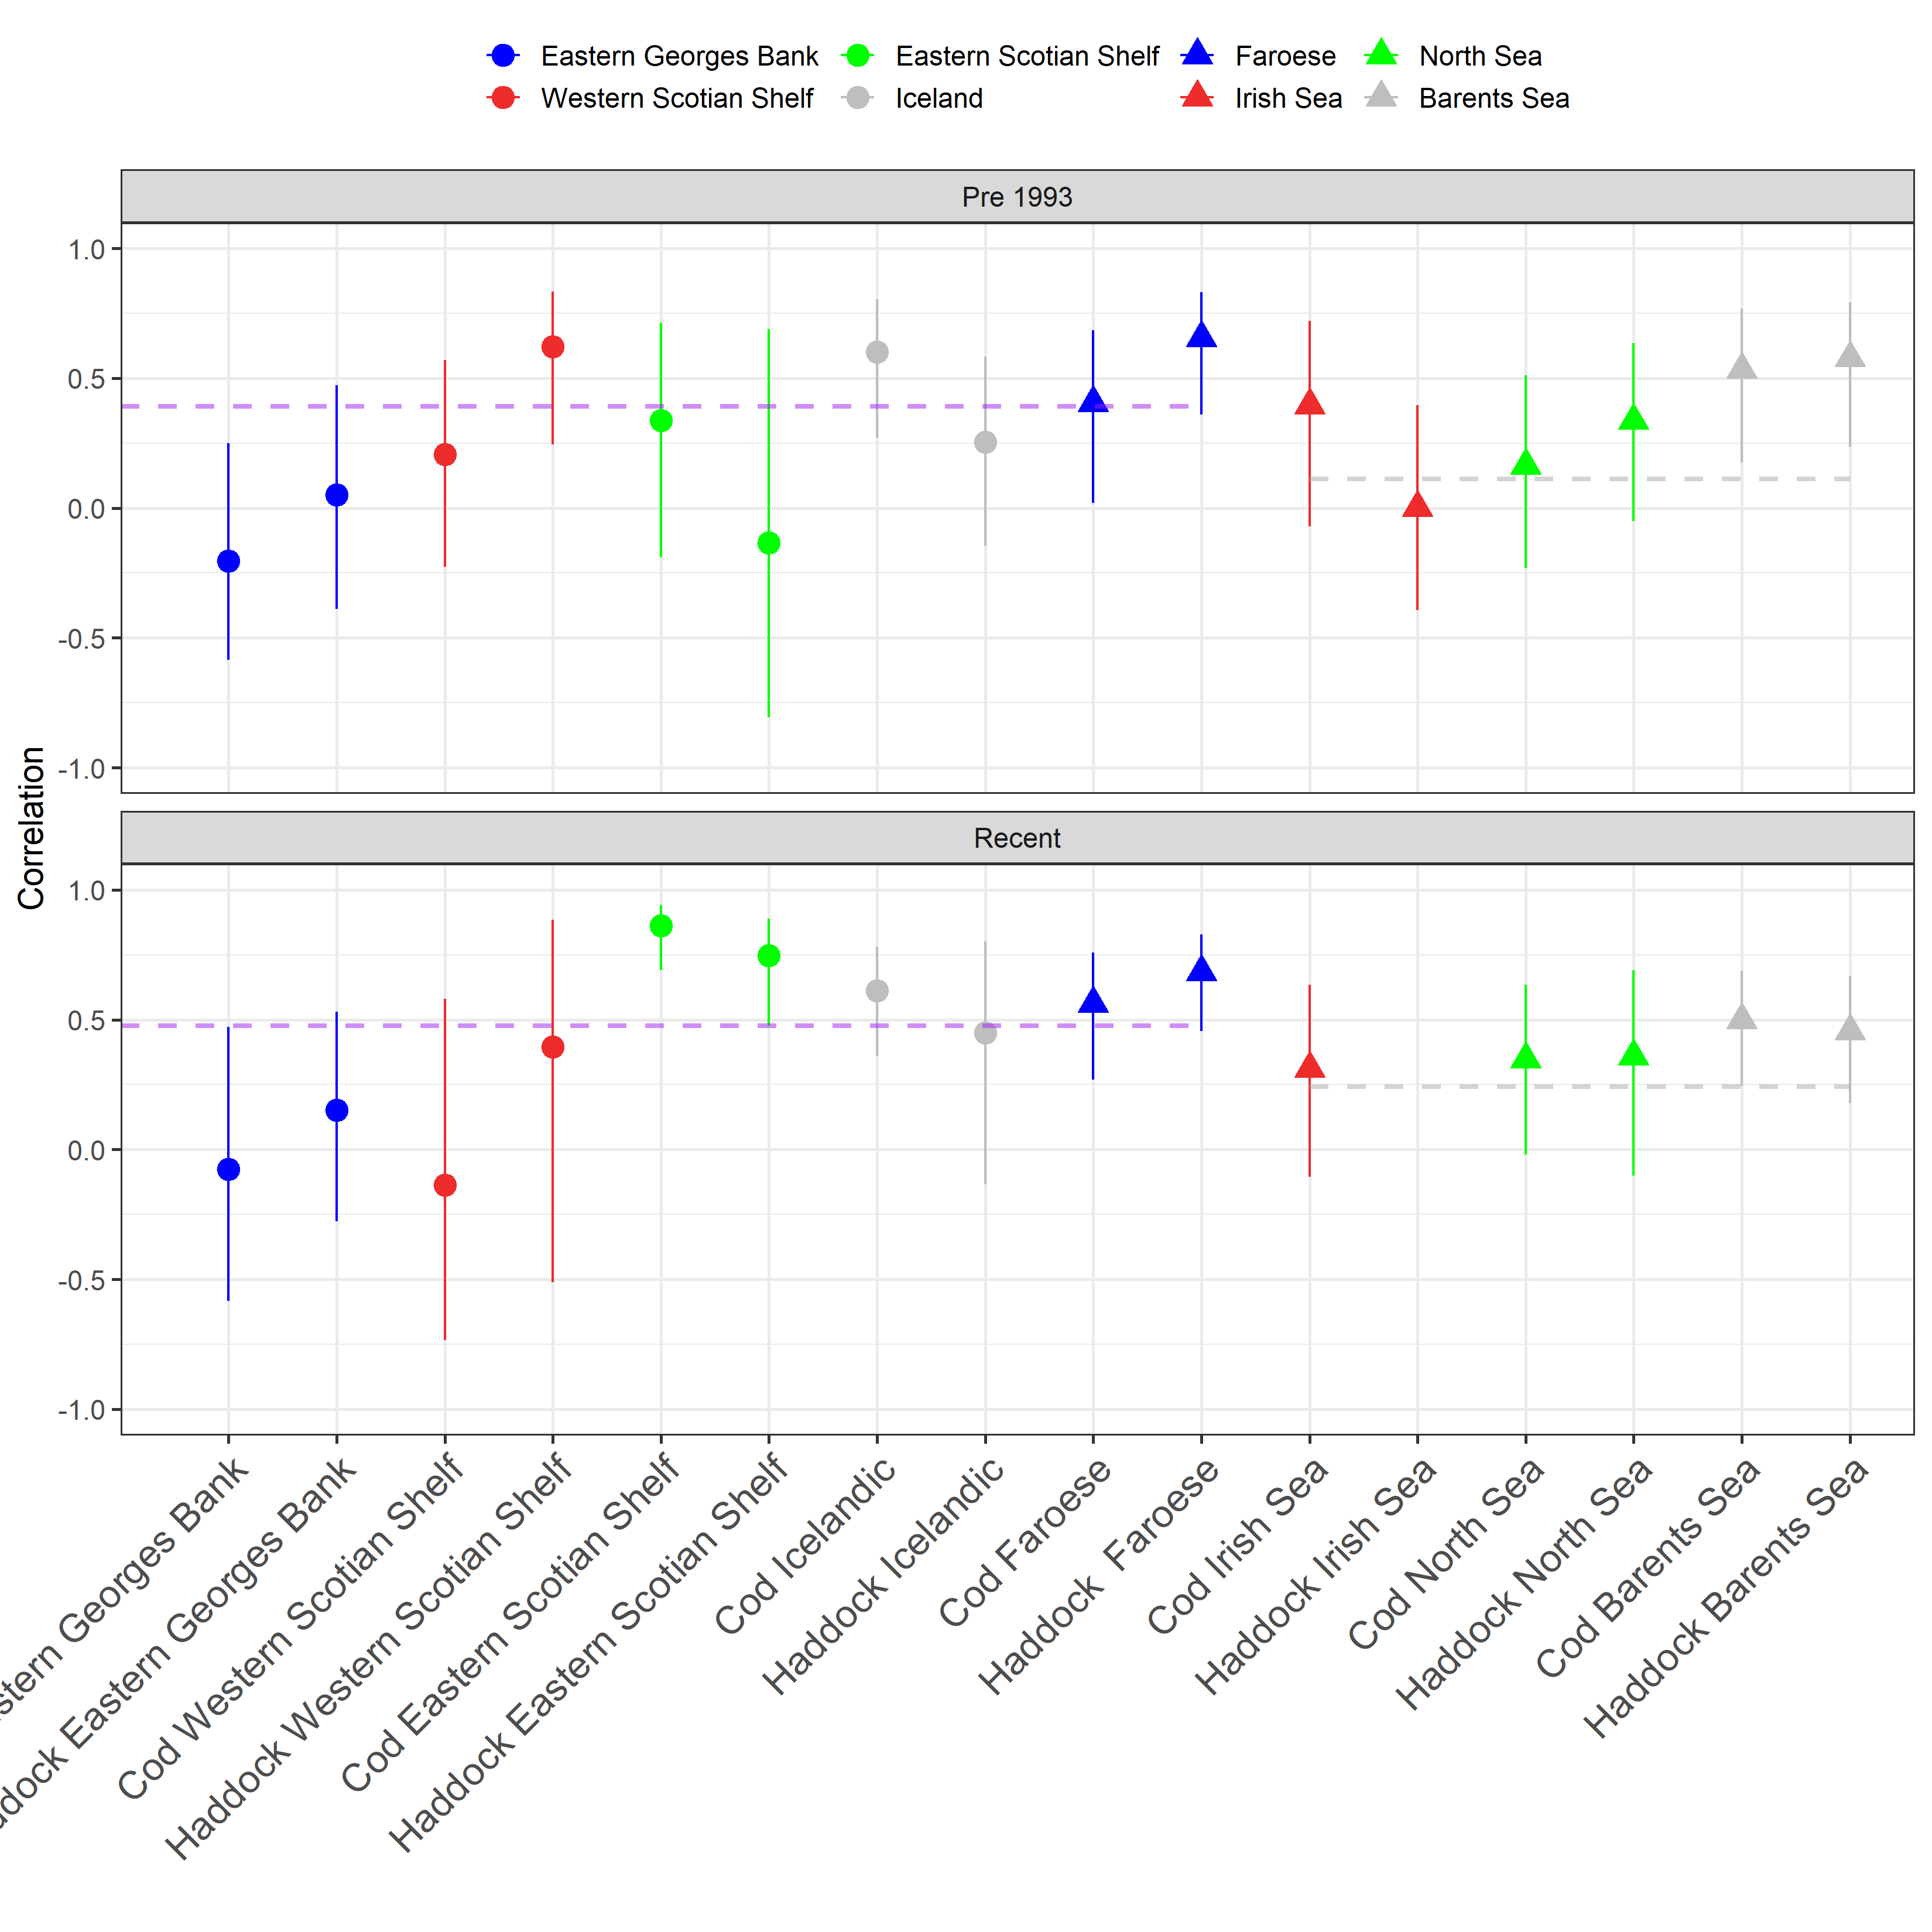 Eastern Georges Bank Eastern Scotian Shelf Faroese North Sea
Western Scotian Shelf Iceland Irish Sea Barents Sea
Pre 1993
1.0
0.5
0.0
-0.5
-1.0
Correlation
Recent
1.0
0.5
0.0
-0.5
-1.0
stern Georges Bank
ddock Eastern Georges Bank
Cod Western Scotian Shelf
Haddock Western Scotian Shelf
Cod Eastern Scotian Shelf
Haddock Eastern Scotian Shelf
Cod Icelandic
Haddock Icelandic
Cod Faroese
Haddock  Faroese
Cod Irish Sea
Haddock Irish Sea
Cod North Sea
Haddock North Sea
Cod Barents Sea
Haddock Barents Sea